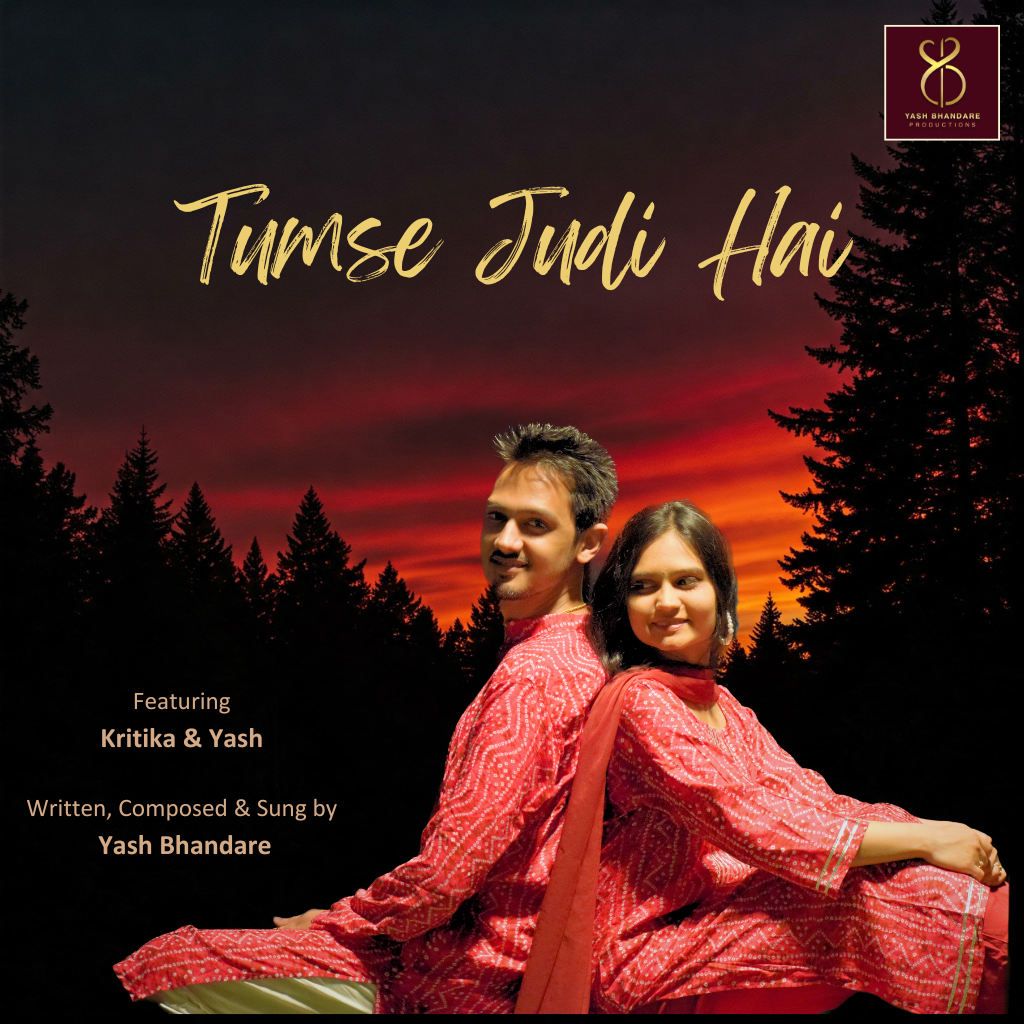 YASH BHANDARE
PRODUCTIONS
Tumse Judi Hai
Featuring
Kritika & Yash
Written, Composed & Sung by
Yash Bhandare